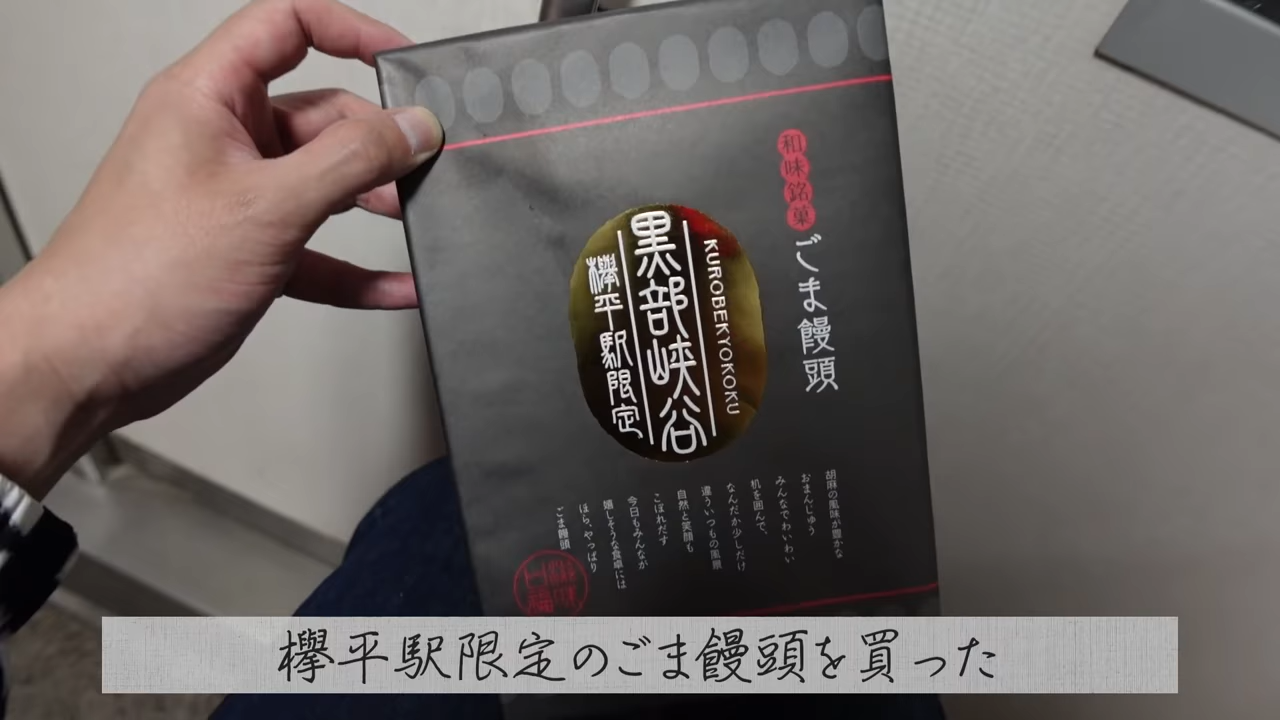 和味銘菓
ごま饅頭
KUROBEKYOKOKU
黒部峡谷
欅平駅限定
胡麻の風味が豊かな
おまんじゅう
みんなでわいわい
机を囲んで、
なんだか少しだけ
違ういつもの風景
自然と笑顔も
こぼれだす
今日もみんなが
嬉しそうな食卓には
ほら、やっぱり
ごま饅頭
欅平駅限定のごま饅頭を買った